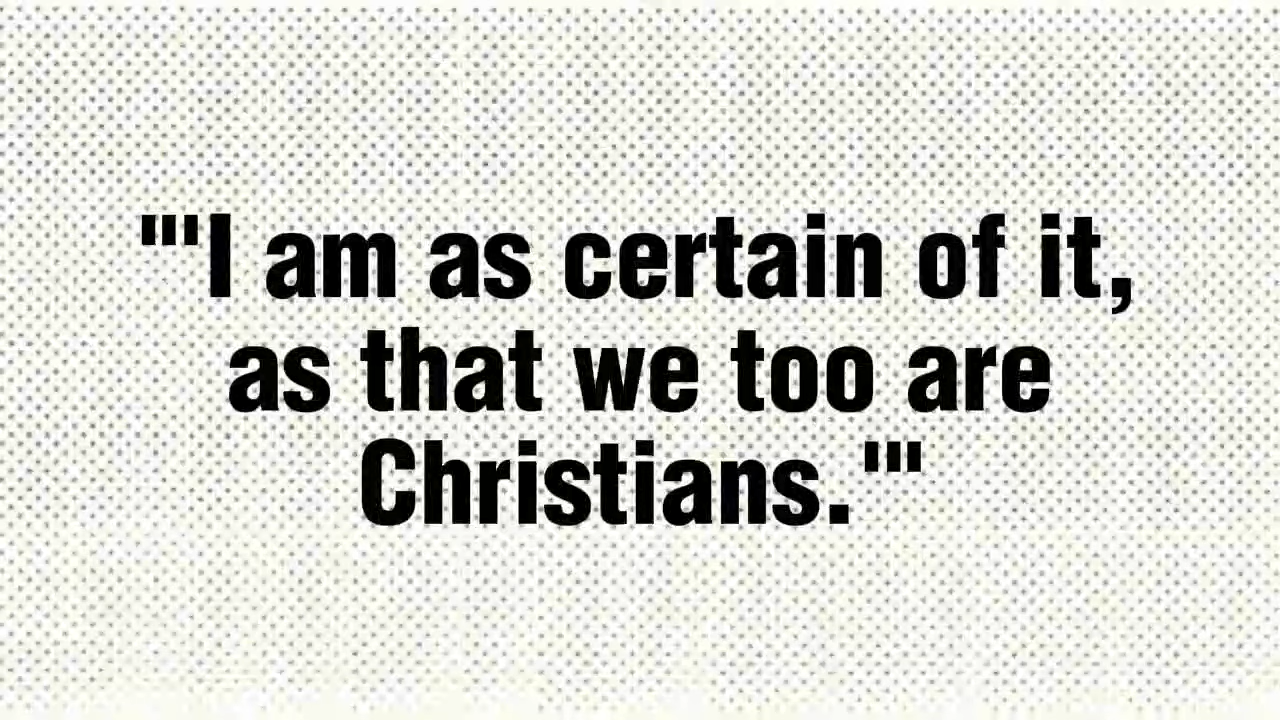 "'I am as certain of it,
as that we too are
Christians.'"